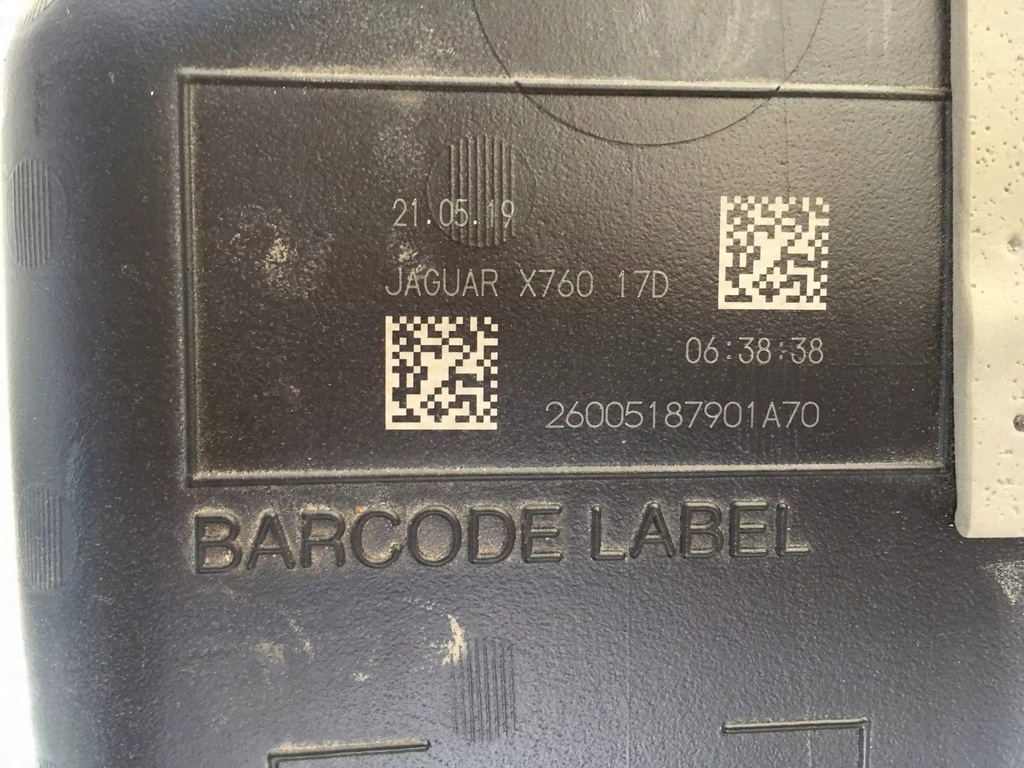 21.05.19
JAGUAR X760 17D
06:38:38
26005187901A70
BARCODE LABEL